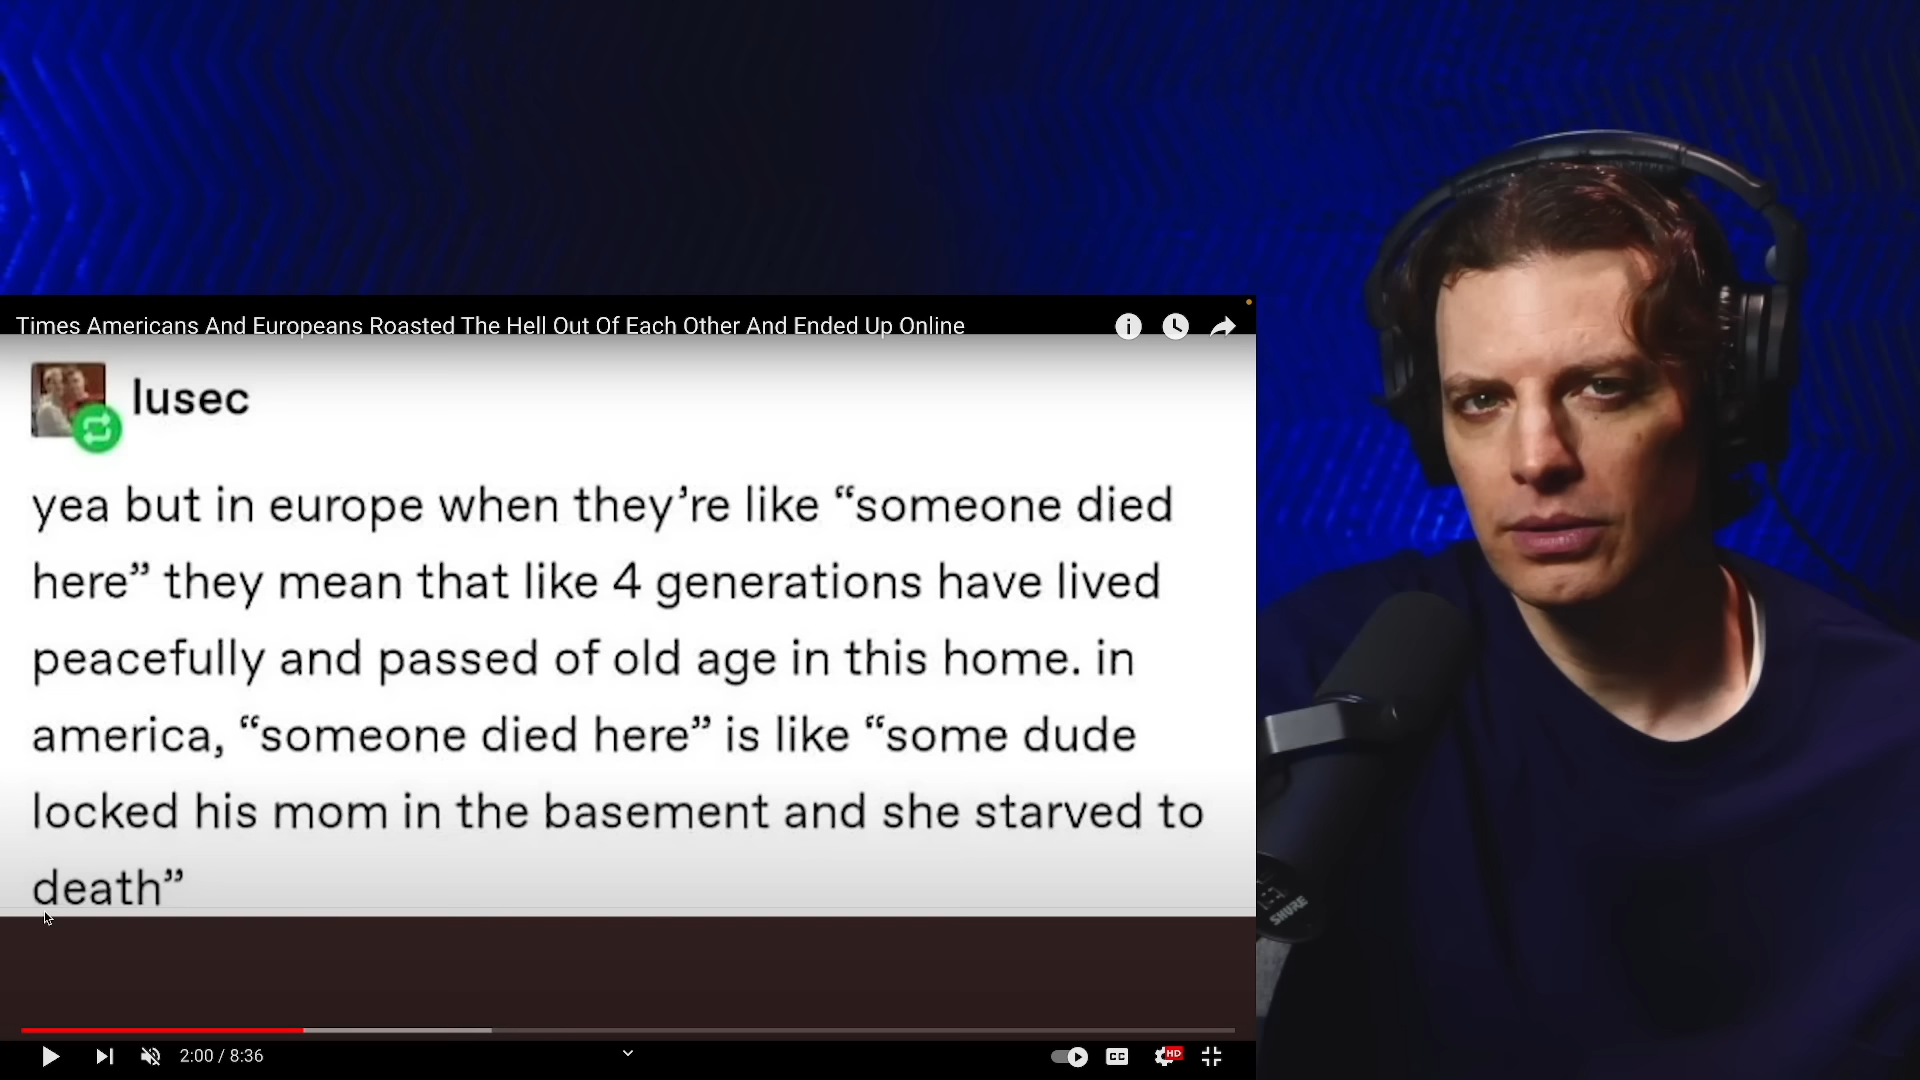 Times Americans And Europeans Roasted The Hell Out Of Each Other And Ended Up Online
lusec
yea but in europe when they’re like “someone died
here” they mean that like 4 generations have lived
peacefully and passed of old age in this home. in
america, “someone died here” is like “some dude
locked his mom in the basement and she starved to
death”
SHURE
2:00 / 8:36
CC
HD